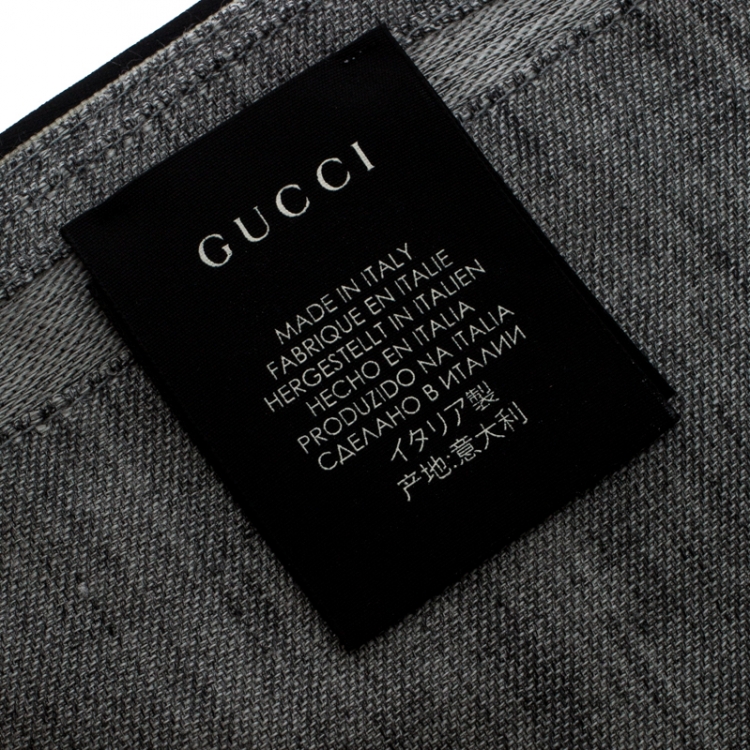 GUCCI
MADE IN ITALY
FABRIQUE EN ITALIE
HERGESTELLT IN ITALIEN
HECHO EN ITALIA
PRODUZIDO NA ITALIA
СДЕЛАНО В ИТАЛИИ
イタリア製
产地:意大利